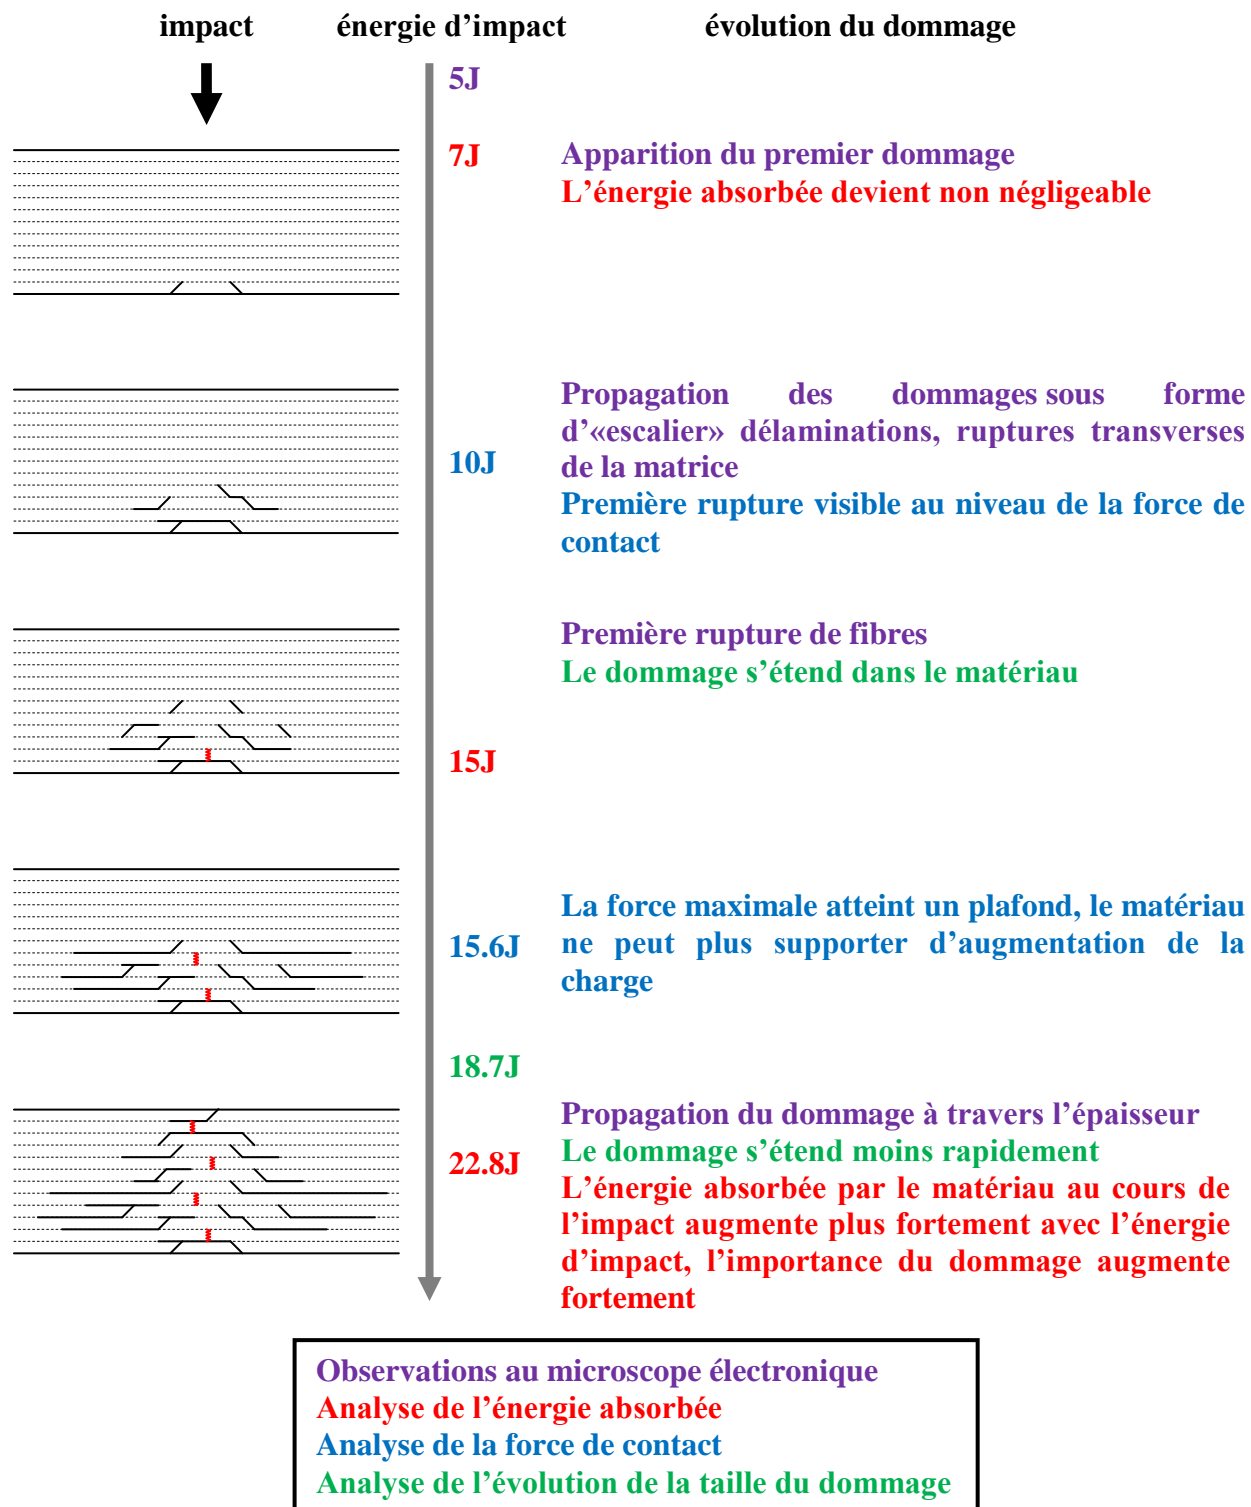 impact énergie d’impact évolution du dommage
5J
7J Apparition du premier dommage
L’énergie absorbée devient non négligeable
Propagation des dommages sous forme
d’«escalier» délaminations, ruptures transverses
de la matrice
10J
Première rupture visible au niveau de la force de
contact
Première rupture de fibres
Le dommage s’étend dans le matériau
15J
La force maximale atteint un plafond, le matériau
ne peut plus supporter d’augmentation de la
15.6J
charge
18.7J
Propagation du dommage à travers l’épaisseur
Le dommage s’étend moins rapidement
22.8J
L’énergie absorbée par le matériau au cours de
l’impact augmente plus fortement avec l’énergie
d’impact, l’importance du dommage augmente
fortement
Observations au microscope électronique
Analyse de l’énergie absorbée
Analyse de la force de contact
Analyse de l’évolution de la taille du dommage